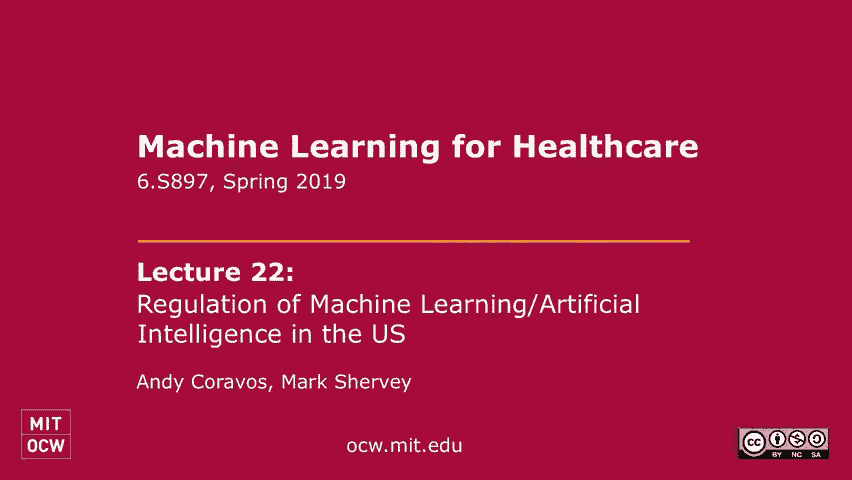 Machine Learning for Healthcare
6.S897, Spring 2019
Lecture 22:
Regulation of Machine Learning/Artificial
Intelligence in the US
Andy Coravos, Mark Shervey
MIT
OCW
ocw.mit.edu
cc
BY NC SA